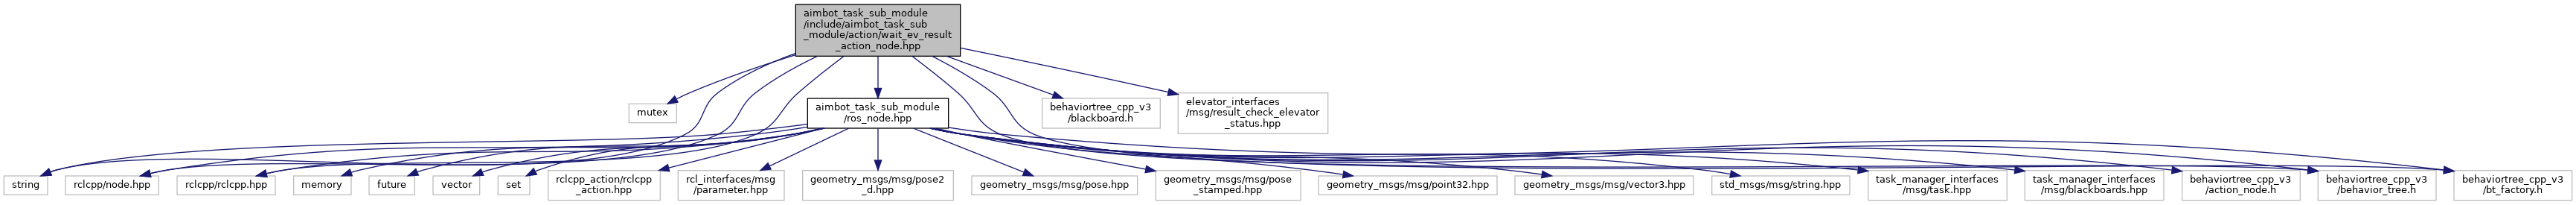 aimbot_task_sub_module
/include/aimbot_task_sub
_module/action/wait_ev_result
_action_node.hpp
mutex
aimbot_task_sub_module
/ros_node.hpp
behaviortree_cpp_v3
/blackboard.h
elevator_interfaces
/msg/result_check_elevator
_status.hpp
string
rclcpp/node.hpp
rclcpp/rclcpp.hpp
memory
future
vector
set
rclcpp_action/rclcpp
_action.hpp
rcl_interfaces/msg
/parameter.hpp
geometry_msgs/msg/pose2
_d.hpp
geometry_msgs/msg/pose.hpp
geometry_msgs/msg/pose
_stamped.hpp
geometry_msgs/msg/point32.hpp
geometry_msgs/msg/vector3.hpp
std_msgs/msg/string.hpp
task_manager_interfaces
/msg/task.hpp
task_manager_interfaces
/msg/blackboards.hpp
behaviortree_cpp_v3
/action_node.h
behaviortree_cpp_v3
/behavior_tree.h
behaviortree_cpp_v3
/bt_factory.h